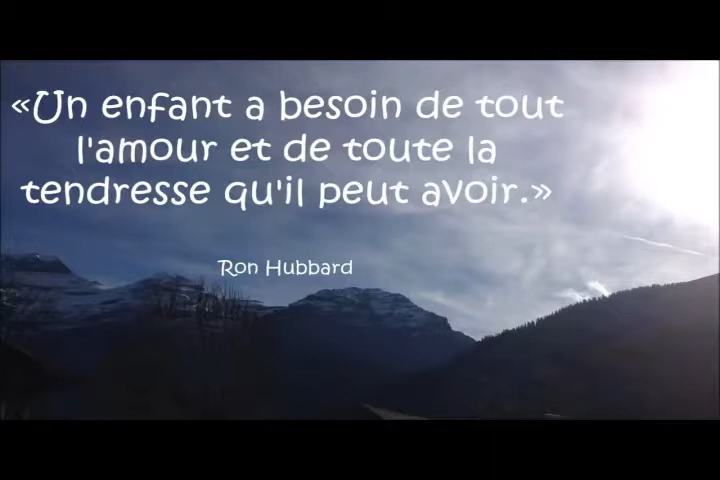 «Un enfant a besoin de tout
l'amour et de toute la
tendresse qu'il peut avoir.»
Ron Hubbard